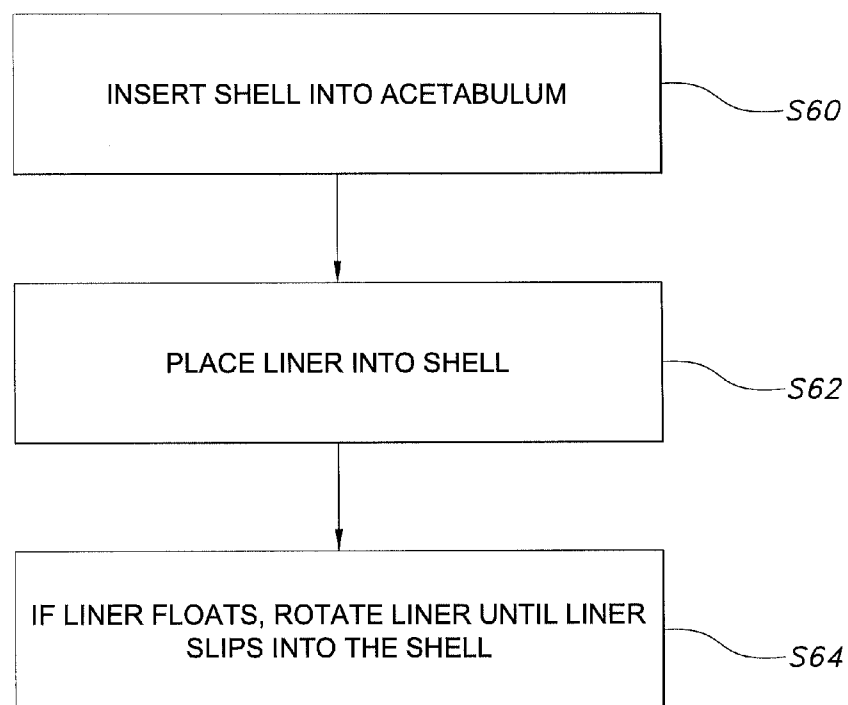 INSERT SHELL INTO ACETABULUM
S60
PLACE LINER INTO SHELL
S62
IF LINER FLOATS, ROTATE LINER UNTIL LINER
SLIPS INTO THE SHELL
S64